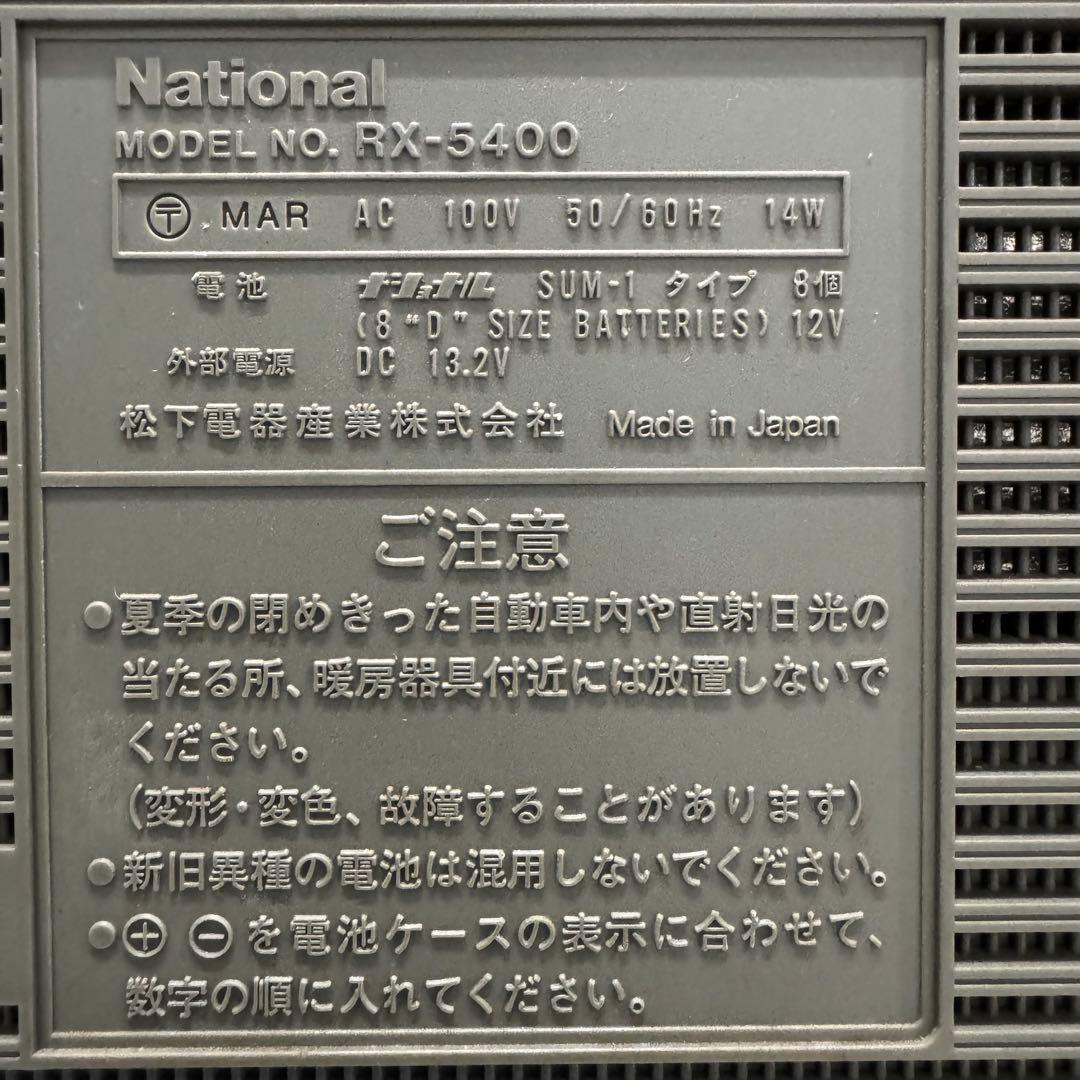 National
MODEL NO. RX-5400
〶 MAR AC 100V 50/60Hz 14W
電池 ナショナル SUM-1 タイプ 8個
(8 "D" SIZE BATTERIES) 12V
外部電源 DC 13.2V
松下電器産業株式会社 Made in Japan
ご注意
●夏季の閉めきった自動車内や直射日光の
当たる所、暖房器具付近には放置しないで
ください。
(変形・変色、故障することがあります)
●新旧異種の電池は混用しないでください。
●⊕ ⊖ を電池ケースの表示に合わせて、
数字の順に入れてください。